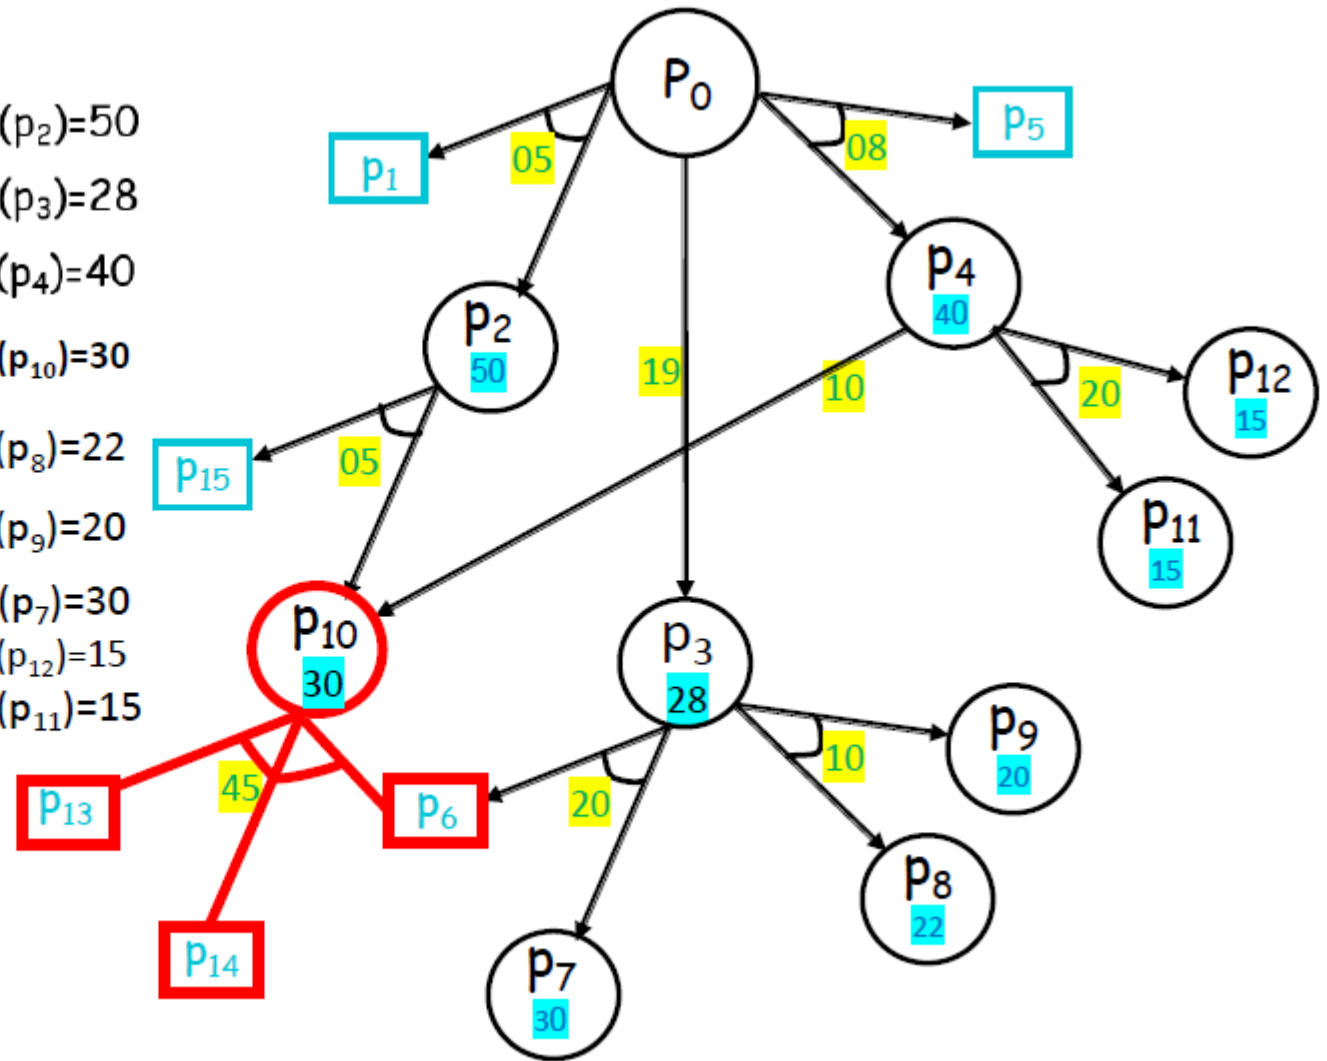 P₀
(p₂)=50
p₅
05
08
p₁
(p₃)=28
p₄
40
(p₄)=40
p₂
50
19
10
p₁₂
15
20
(p₁₀)=30
(p₈)=22
p₁₅
05
p₁₁
15
(p₉)=20
(p₇)=30
p₁₀
30
p₃
28
(p₁₂)=15
(p₁₁)=15
p₉
20
10
p₁₃
45
p₆
20
p₈
22
p₁₄
p₇
30